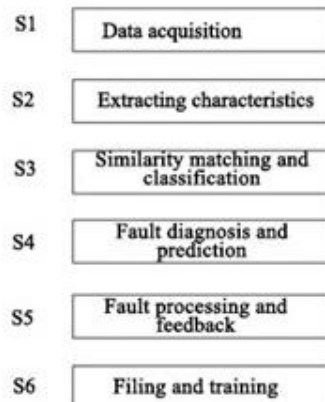 S1 Data acquisition
S2 Extracting characteristics
S3 Similarity matching and
classification
S4 Fault diagnosis and
prediction
S5 Fault processing and
feedback
S6 Filing and training